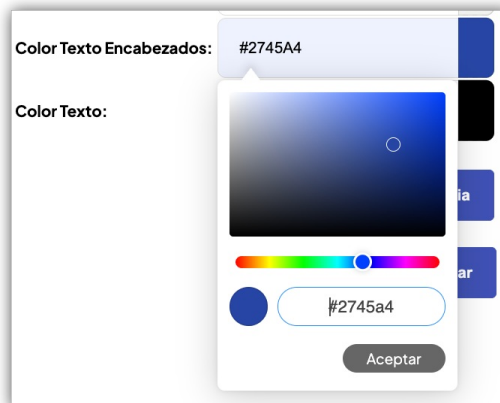 Color Texto Encabezados: #2745A4
Color Texto:
ia
#2745a4
ar
Aceptar